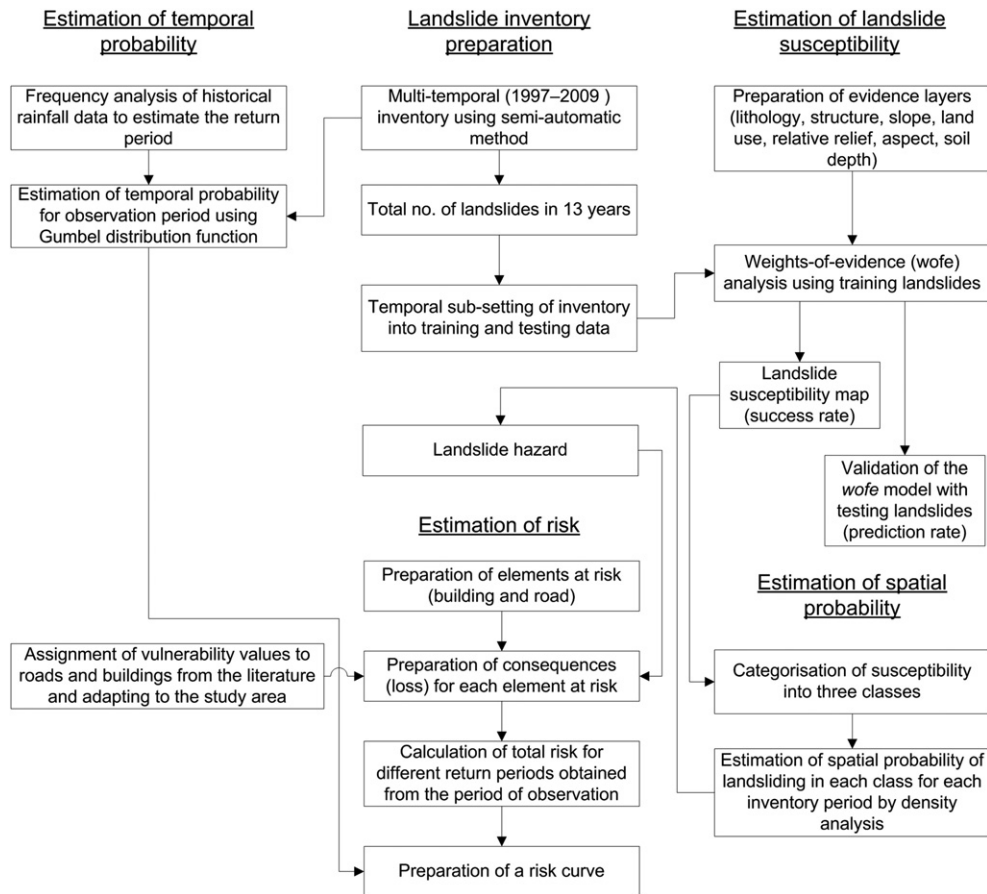 Estimation of temporal
probability
Frequency analysis of historical
rainfall data to estimate the return
period
Estimation of temporal probability
for observation period using
Gumbel distribution function
Landslide inventory
preparation
Multi-temporal (1997–2009 )
inventory using semi-automatic
method
Total no. of landslides in 13 years
Temporal sub-setting of inventory
into training and testing data
Estimation of landslide
susceptibility
Preparation of evidence layers
(lithology, structure, slope, land
use, relative relief, aspect, soil
depth)
Weights-of-evidence (wofe)
analysis using training landslides
Landslide
susceptibility map
(success rate)
Validation of the
wofe model with
testing landslides
(prediction rate)
Landslide hazard
Estimation of risk
Preparation of elements at risk
(building and road)
Assignment of vulnerability values to
roads and buildings from the literature
and adapting to the study area
Preparation of consequences
(loss) for each element at risk
Calculation of total risk for
different return periods obtained
from the period of observation
Preparation of a risk curve
Estimation of spatial
probability
Categorisation of susceptibility
into three classes
Estimation of spatial probability of
landsliding in each class for each
inventory period by density
analysis